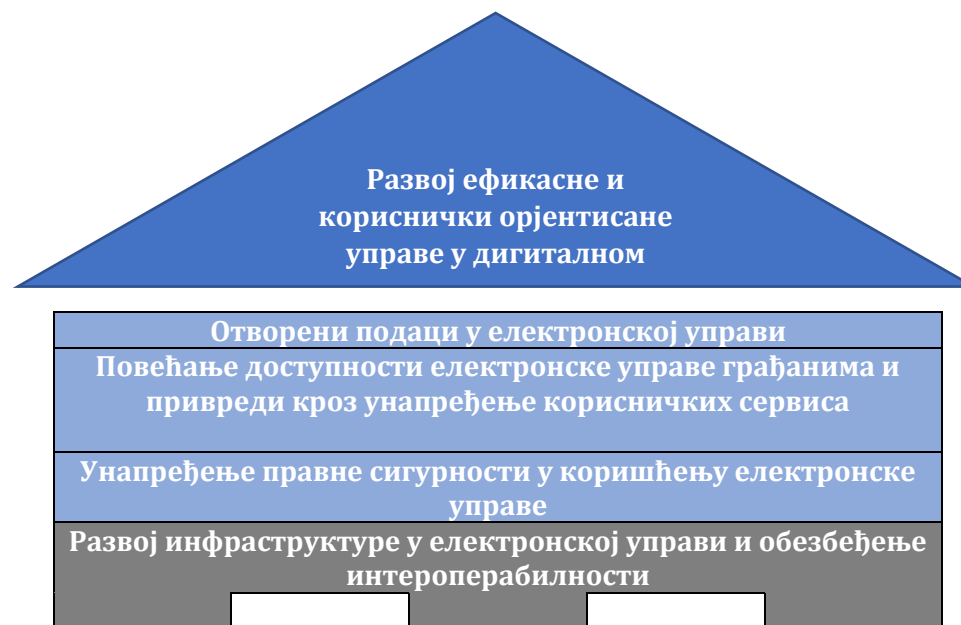 Развој ефикасне и
кориснички орјентисане
управе у дигиталном
Отворени подаци у електронској управи
Повећање доступности електронске управе грађанима и
привреди кроз унапређење корисничких сервиса
Унапређење правне сигурности у коришћењу електронске
управе
Развој инфраструктуре у електронској управи и обезбеђење
интероперабилности